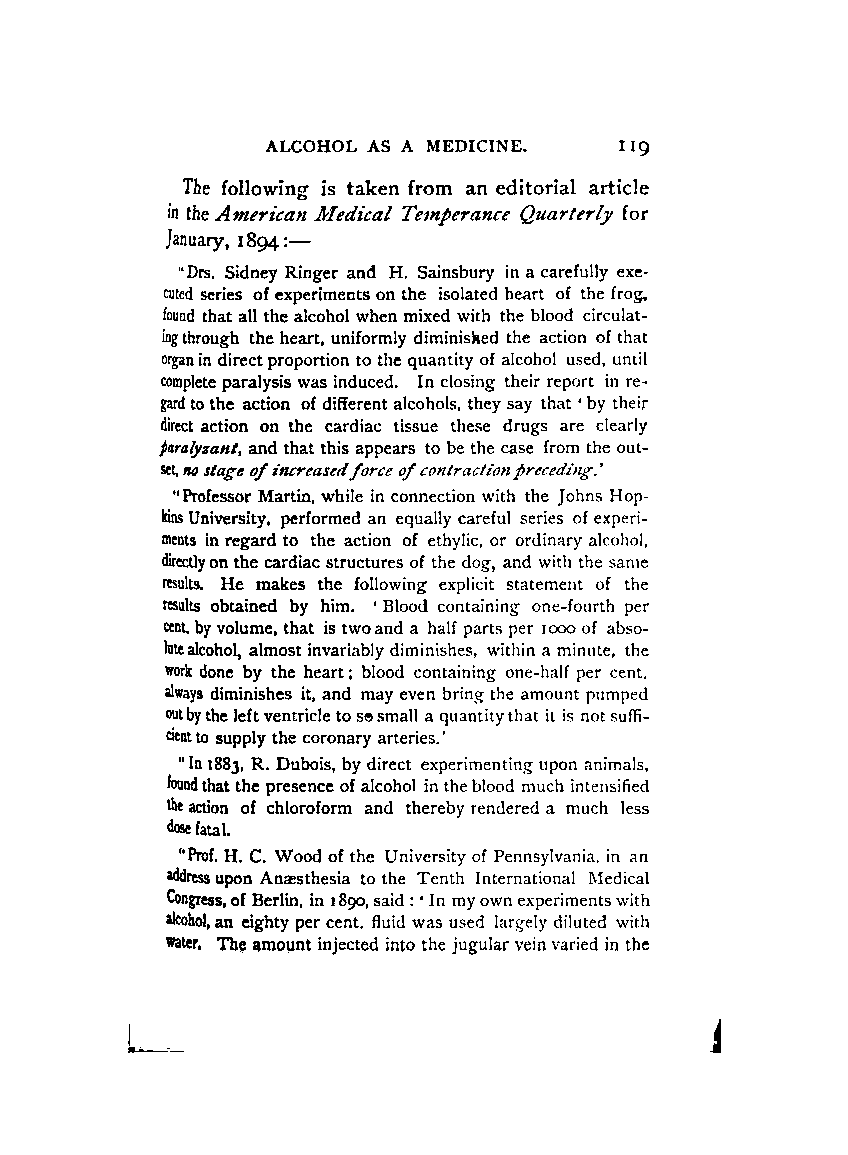 ALCOHOL AS A MEDICINE. 119
The following is taken from an editorial article
in the American Medical Temperance Quarterly for
January, 1894:—
"Drs. Sidney Ringer and H. Sainsbury in a carefully exe-
cuted series of experiments on the isolated heart of the frog,
found that all the alcohol when mixed with the blood circulat-
ing through the heart, uniformly diminished the action of that
organ in direct proportion to the quantity of alcohol used, until
complete paralysis was induced. In closing their report in re-
gard to the action of different alcohols, they say that ' by their
direct action on the cardiac tissue these drugs are clearly
paralyzant, and that this appears to be the case from the out-
set, no stage of increased force of contraction preceding.'
"Professor Martin, while in connection with the Johns Hop-
kins University, performed an equally careful series of experi-
ments in regard to the action of ethylic, or ordinary alcohol,
directly on the cardiac structures of the dog, and with the same
results. He makes the following explicit statement of the
results obtained by him. ' Blood containing one-fourth per
cent. by volume, that is two and a half parts per 1000 of abso-
lute alcohol, almost invariably diminishes, within a minute, the
work done by the heart; blood containing one-half per cent.
always diminishes it, and may even bring the amount pumped
out by the left ventricle to so small a quantity that it is not suffi-
cient to supply the coronary arteries.'
"In 1883, R. Dubois, by direct experimenting upon animals,
found that the presence of alcohol in the blood much intensified
the action of chloroform and thereby rendered a much less
dose fatal.
"Prof. H. C. Wood of the University of Pennsylvania, in an
address upon Anæsthesia to the Tenth International Medical
Congress, of Berlin, in 1890, said : ' In my own experiments with
alcohol, an eighty per cent. fluid was used largely diluted with
water. The amount injected into the jugular vein varied in the